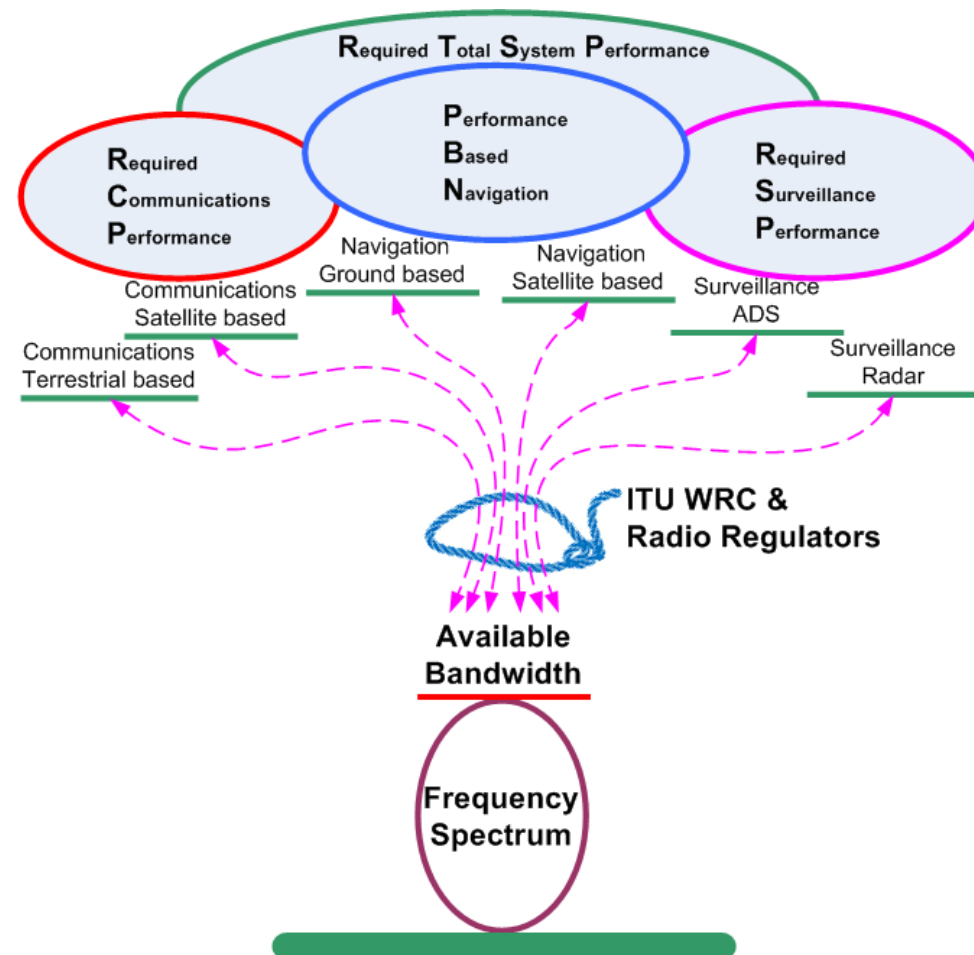 Required Total System Performance
Required
Communications
Performance
Performance
Based
Navigation
Required
Surveillance
Performance
Navigation
Ground based
Navigation
Satellite based
Communications
Satellite based
Surveillance
ADS
Communications
Terrestrial based
Surveillance
Radar
ITU WRC &
Radio Regulators
Available
Bandwidth
Frequency
Spectrum